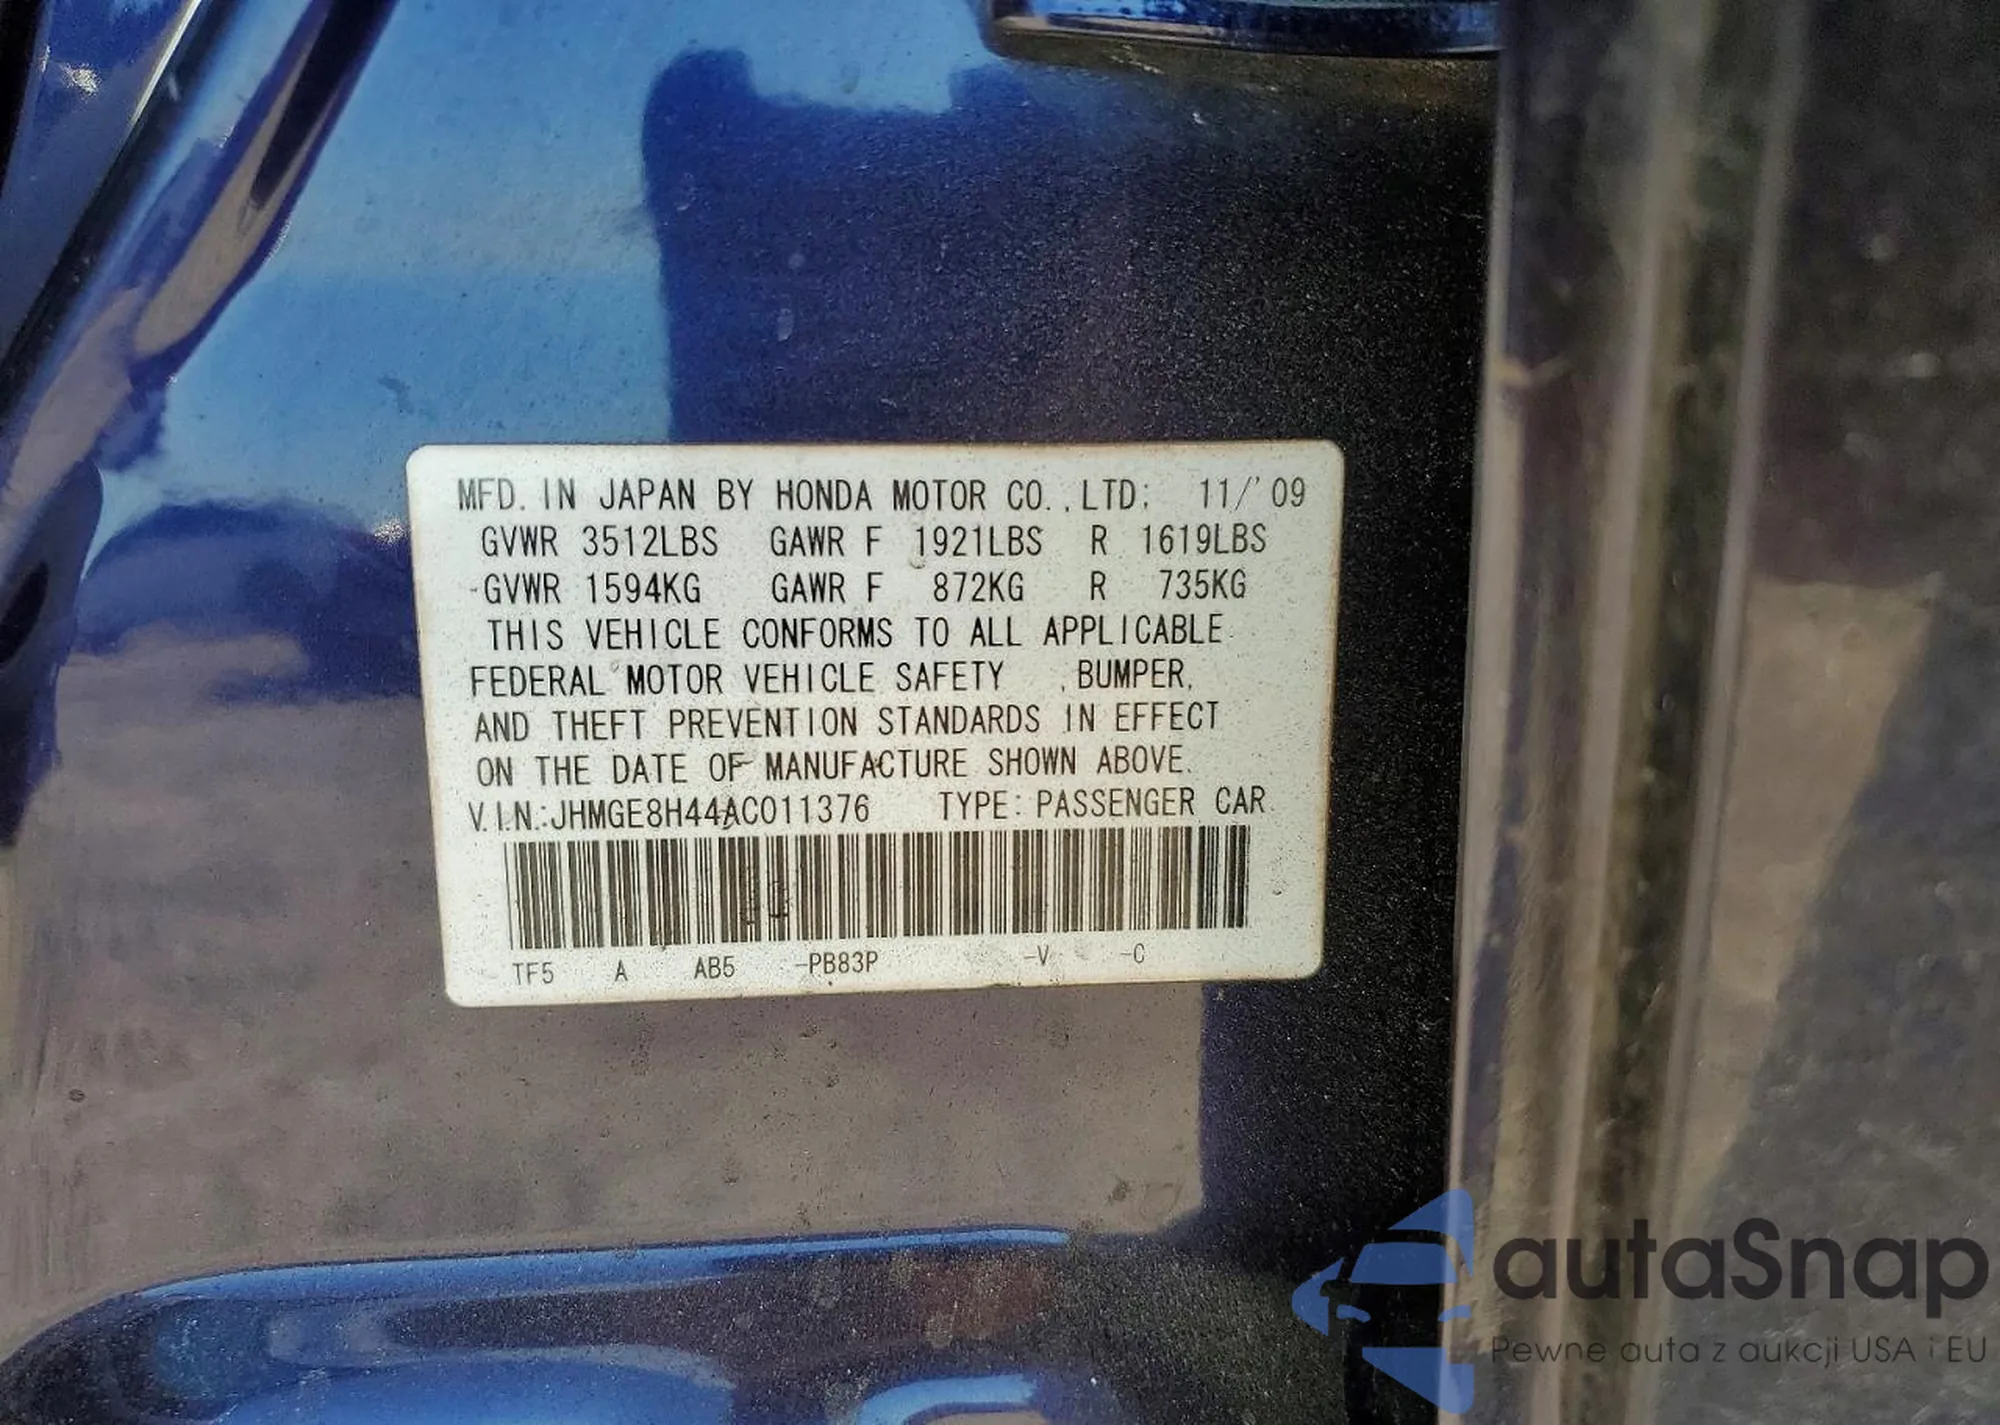 MFD. IN JAPAN BY HONDA MOTOR CO.,LTD; 11/'09
GVWR 3512LBS GAWR F 1921LBS R 1619LBS
GVWR 1594KG GAWR F 872KG R 735KG
THIS VEHICLE CONFORMS TO ALL APPLICABLE
FEDERAL MOTOR VEHICLE SAFETY , BUMPER,
AND THEFT PREVENTION STANDARDS IN EFFECT
ON THE DATE OF MANUFACTURE SHOWN ABOVE.
V.I.N.:JHMGE8H44AC011376 TYPE: PASSENGER CAR
TF5 A AB5 -PB83P -V -C
autaSnap
Pewne auta z aukcji USA i EU